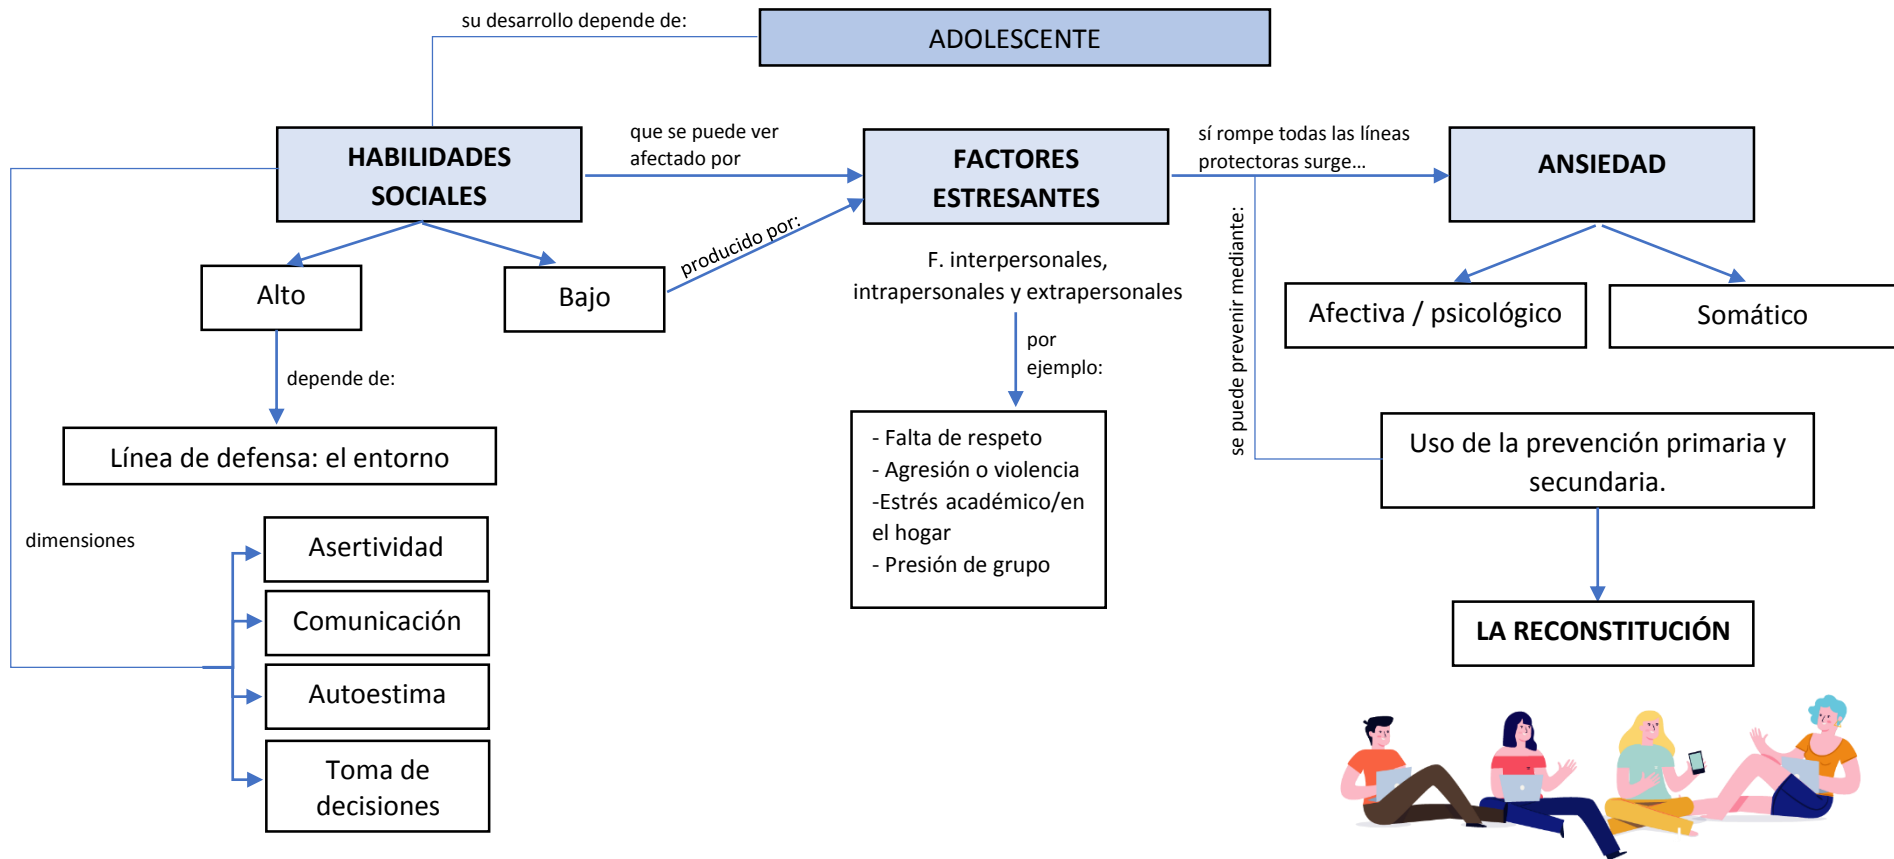 su desarrollo depende de:
ADOLESCENTE
HABILIDADES
SOCIALES
que se puede ver
afectado por
FACTORES
ESTRESANTES
sí rompe todas las líneas
protectoras surge...
ANSIEDAD
Alto
Bajo
producido por:
F. interpersonales,
intrapersonales y extrapersonales
se puede prevenir mediante:
Afectiva / psicológico
Somático
depende de:
por
ejemplo:
Línea de defensa: el entorno
- Falta de respeto
- Agresión o violencia
-Estrés académico/en
el hogar
- Presión de grupo
Uso de la prevención primaria y
secundaria.
dimensiones
Asertividad
Comunicación
Autoestima
Toma de
decisiones
LA RECONSTITUCIÓN